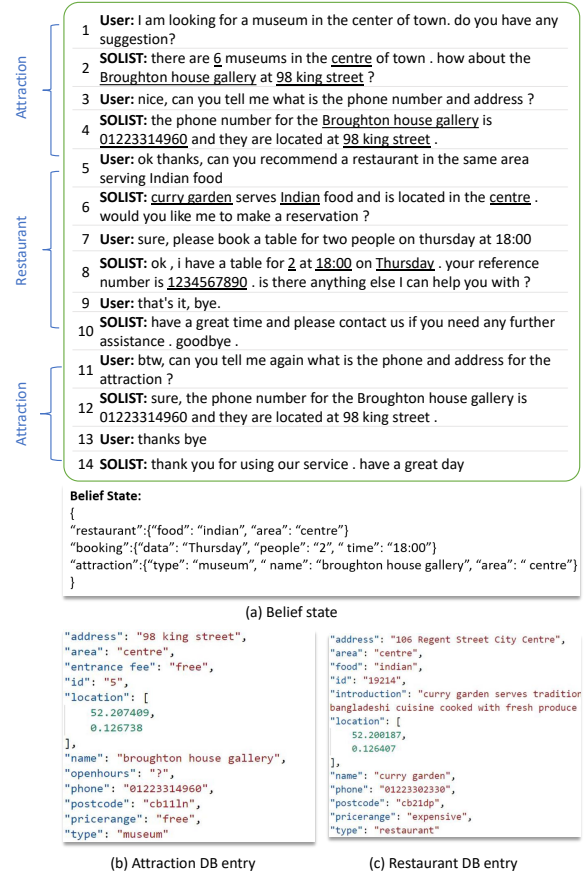 Attraction
Restaurant
Attraction
1 User: I am looking for a museum in the center of town. do you have any
suggestion?
2 SOLIST: there are 6 museums in the centre of town . how about the
Broughton house gallery at 98 king street ?
3 User: nice, can you tell me what is the phone number and address ?
4 SOLIST: the phone number for the Broughton house gallery is
01223314960 and they are located at 98 king street .
5 User: ok thanks, can you recommend a restaurant in the same area
serving Indian food
6 SOLIST: curry garden serves Indian food and is located in the centre .
would you like me to make a reservation ?
7 User: sure, please book a table for two people on thursday at 18:00
8 SOLIST: ok , i have a table for 2 at 18:00 on Thursday . your reference
number is 1234567890 . is there anything else I can help you with ?
9 User: that's it, bye.
10 SOLIST: have a great time and please contact us if you need any further
assistance . goodbye .
11 User: btw, can you tell me again what is the phone and address for the
attraction ?
12 SOLIST: sure, the phone number for the Broughton house gallery is
01223314960 and they are located at 98 king street .
13 User: thanks bye
14 SOLIST: thank you for using our service . have a great day
Belief State:
{
“restaurant”:{“food”: “indian”, “area”: “centre”}
“booking”:{“data”: “Thursday”, “people”: “2”, “ time”: “18:00”}
“attraction”:{“type”: “museum”, “ name”: “broughton house gallery”, “area”: “ centre”}
}
(a) Belief state
"address": "98 king street",
"area": "centre",
"entrance fee": "free",
"id": "5",
"location": [
52.207409,
0.126738
],
"name": "broughton house gallery",
"openhours": "?",
"phone": "01223314960",
"postcode": "cb11ln",
"pricerange": "free",
"type": "museum"
(b) Attraction DB entry
"address": "106 Regent Street City Centre",
"area": "centre",
"food": "indian",
"id": "19214",
"introduction": "curry garden serves tradition
bangladeshi cuisine cooked with fresh produce
"location": [
52.200187,
0.126407
],
"name": "curry garden",
"phone": "01223302330",
"postcode": "cb21dp",
"pricerange": "expensive",
"type": "restaurant"
(c) Restaurant DB entry